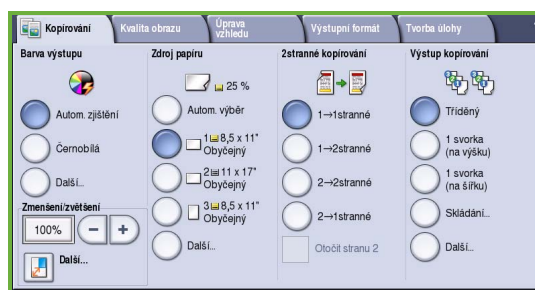 Kopírování
Kvalita obrazu
Úprava
vzhledu
Výstupní formát
Tvorba úlohy
Barva výstupu
Autom. zjištění
Černobílá
Další...
Zmenšení/zvětšení
100%
Další...
Zdroj papíru
25 %
Autom. výběr
1 8,5 x 11"
Obyčejný
2 11 x 17"
Obyčejný
3 8,5 x 11"
Obyčejný
Další...
2stranné kopírování
1→1stranné
1→2stranné
2→2stranné
2→1stranné
Otočit stranu 2
Výstup kopírování
Tříděný
1 svorka
(na výšku)
1 svorka
(na šířku)
Skládání...
Další...